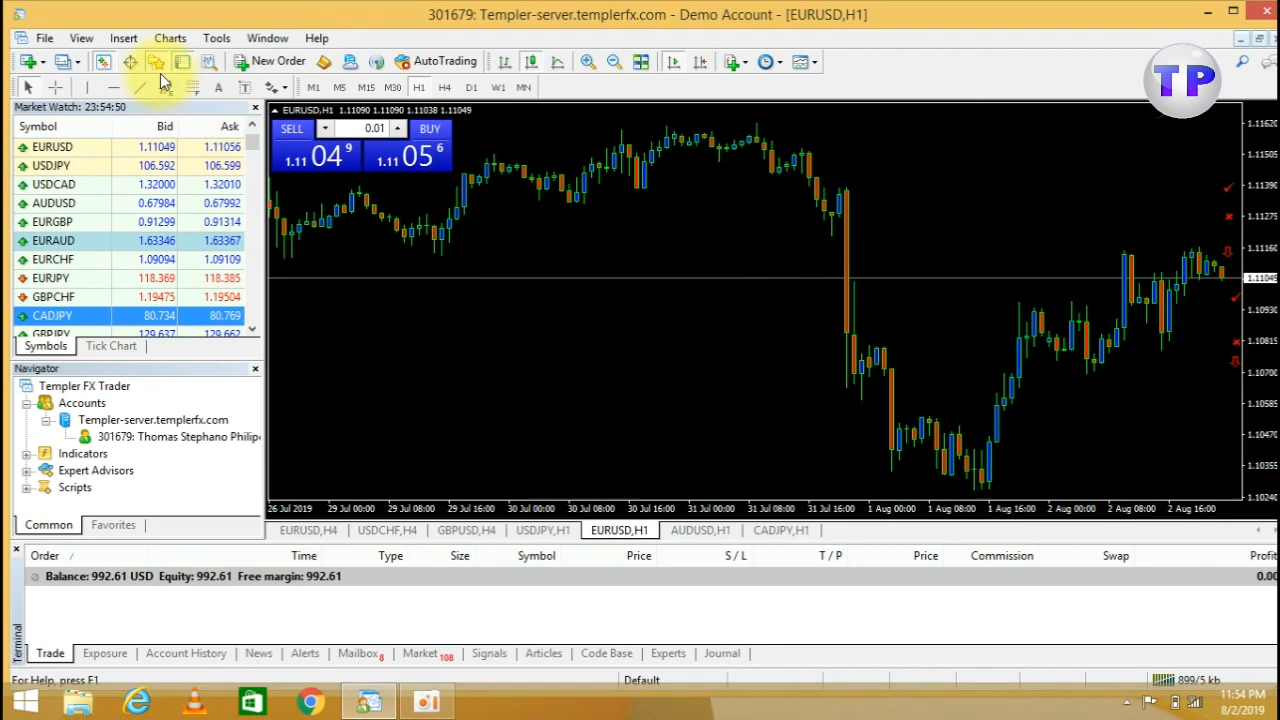 301679: Templer-server.templerfx.com - Demo Account - [EURUSD,H1]
File View Insert Charts Tools Window Help
New Order AutoTrading
A T M1 M5 M15 M30 H1 H4 D1 W1 MN
TP
Market Watch: 23:54:50
Symbol Bid Ask
EURUSD 1.11049 1.11056
USDJPY 106.592 106.599
USDCAD 1.32000 1.32010
AUDUSD 0.67984 0.67992
EURGBP 0.91299 0.91314
EURAUD 1.63346 1.63367
EURCHF 1.09094 1.09109
EURJPY 118.369 118.385
GBPCHF 1.19475 1.19504
CADJPY 80.734 80.769
GBPJPY 129.637 129.662
Symbols Tick Chart
Navigator
Templer FX Trader
Accounts
Templer-server.templerfx.com
301679: Thomas Stephano Philip
Indicators
Expert Advisors
Scripts
Common Favorites
EURUSD,H1 1.11090 1.11090 1.11038 1.11049
SELL 0.01 BUY
1.11 04 9 1.11 05 6
1.11620
1.11505
1.11390
1.11275
1.11160
1.11045
1.10930
1.10815
1.10700
1.10585
1.10470
1.10355
1.10240
26 Jul 2019 29 Jul 00:00 29 Jul 08:00 29 Jul 16:00 30 Jul 00:00 30 Jul 08:00 30 Jul 16:00 31 Jul 00:00 31 Jul 08:00 31 Jul 16:00 1 Aug 00:00 1 Aug 08:00 1 Aug 16:00 2 Aug 00:00 2 Aug 08:00 2 Aug 16:00
EURUSD,H4 USDCHF,H4 GBPUSD,H4 USDJPY,H1 EURUSD,H1 AUDUSD,H1 CADJPY,H1
Order / Time Type Size Symbol Price S / L T / P Price Commission Swap Profit
Balance: 992.61 USD Equity: 992.61 Free margin: 992.61 0.00
Terminal
Trade Exposure Account History News Alerts Mailbox 8 Market 108 Signals Articles Code Base Experts Journal
For Help, press F1 Default 899/5 kb
11:54 PM
8/2/2019